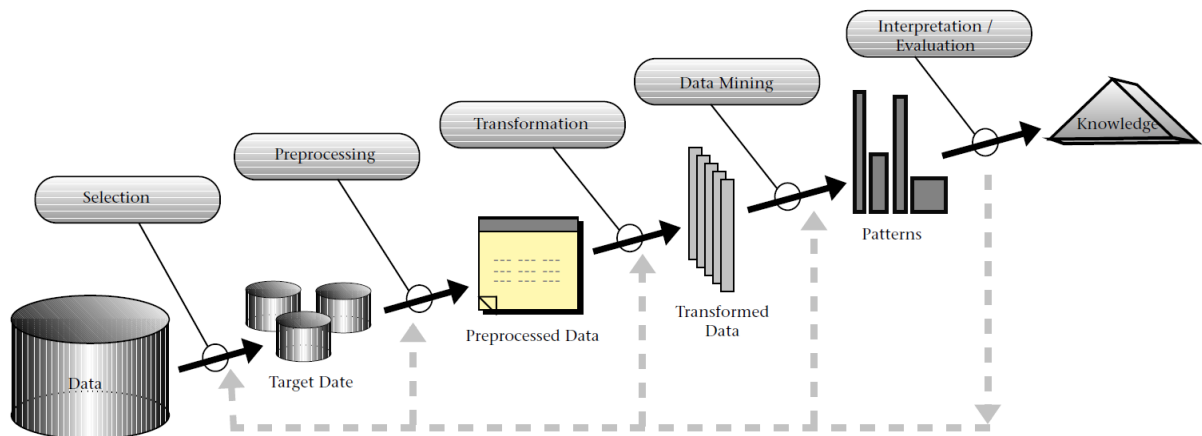 Interpretation /
Evaluation
Data Mining
Transformation
Preprocessing
Selection
Knowledge
Patterns
Transformed
Data
Preprocessed Data
Target Date
Data